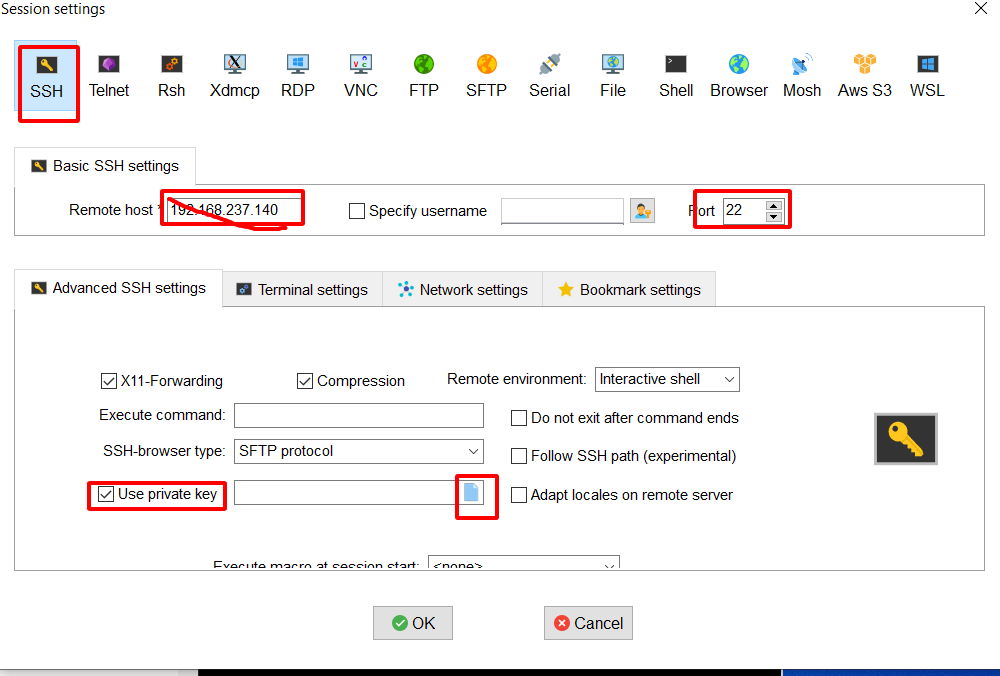 Session settings
SSH Telnet Rsh Xdmcp RDP VNC FTP SFTP Serial File Shell Browser Mosh Aws S3 WSL
Basic SSH settings
Remote host * 192.168.237.140 Specify username Port 22
Advanced SSH settings Terminal settings Network settings Bookmark settings
X11-Forwarding Compression Remote environment: Interactive shell
Execute command: Do not exit after command ends
SSH-browser type: SFTP protocol Follow SSH path (experimental)
Use private key Adapt locales on remote server
Execute macro at session start: <none>
OK Cancel